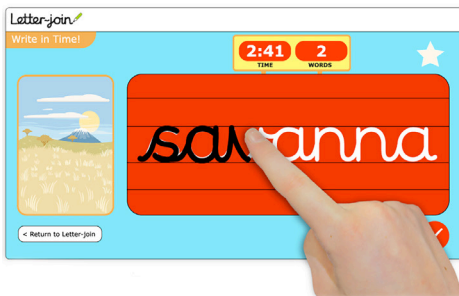 Letter-join
Write in Time!
2:41 2
TIME WORDS
savanna
< Return to Letter-join